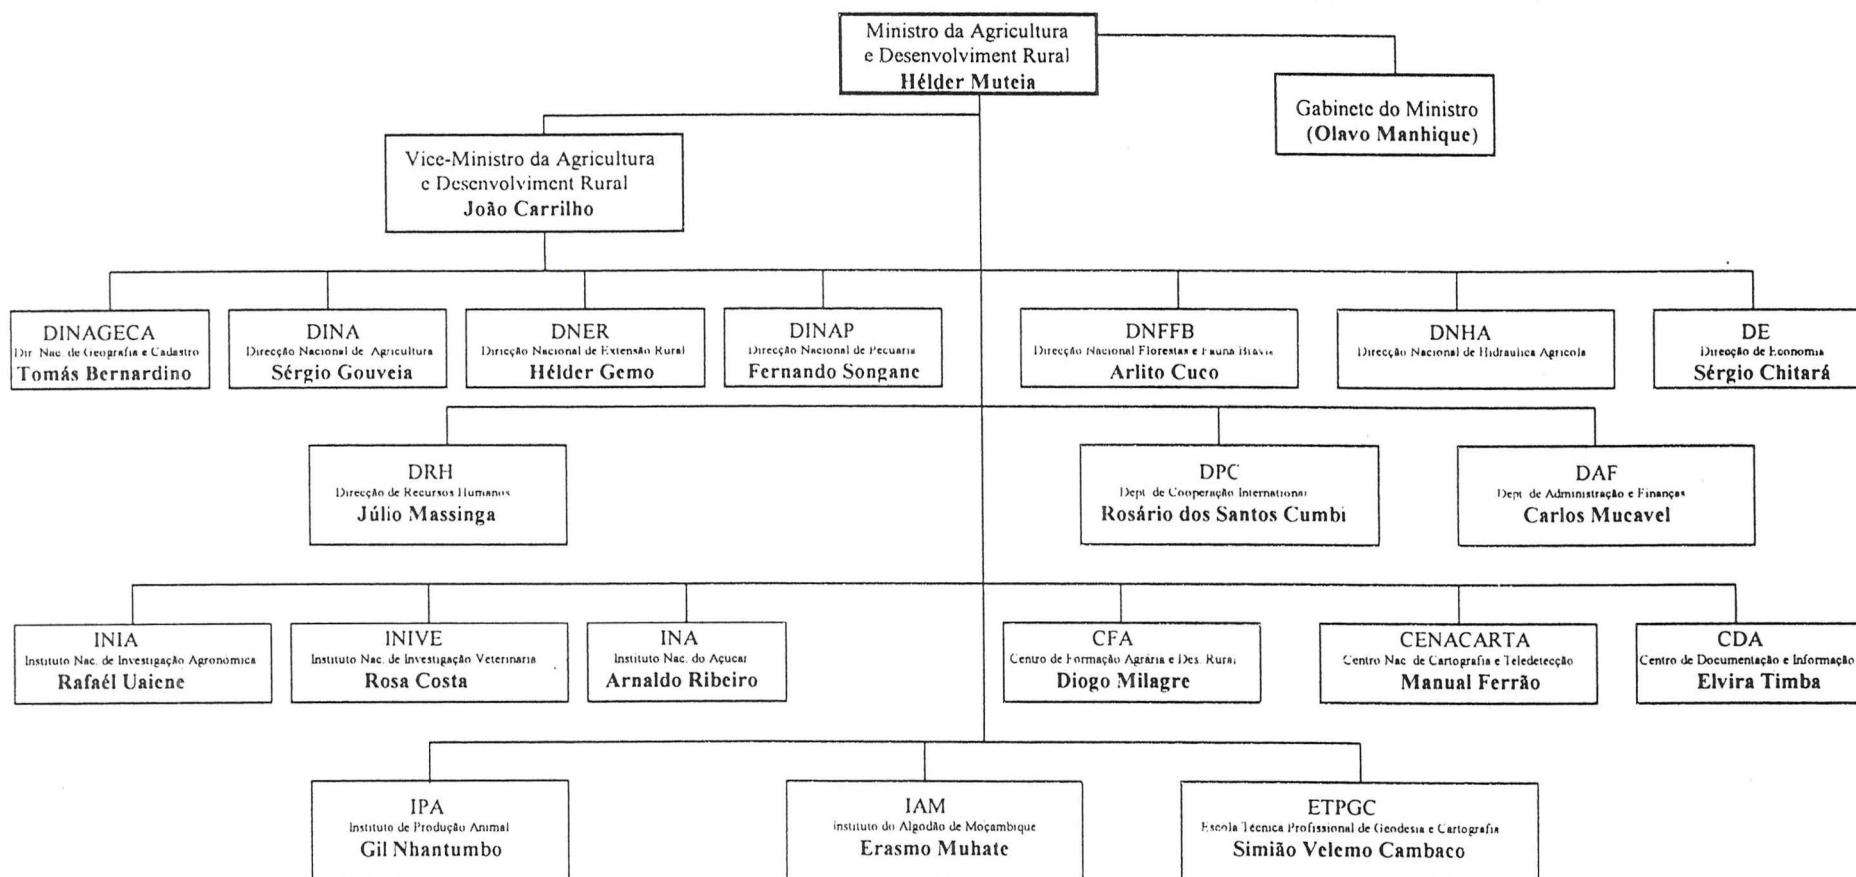 Ministro da Agricultura
e Desenvolviment Rural
Hélder Muteia
Gabinete do Ministro
(Olavo Manhique)
Vice-Ministro da Agricultura
e Desenvolviment Rural
João Carrilho
DINAGECA
Dir. Nac. de Geografia e Cadastro
Tomás Bernardino
DINA
Direcção Nacional de Agricultura
Sérgio Gouveia
DNER
Direcção Nacional de Extensão Rural
Hélder Gemo
DINAP
Direcção Nacional de Pecuária
Fernando Songane
DNFFB
Direcção Nacional Florestas e Fauna Bravia
Arlito Cuco
DNHA
Direcção Nacional de Hidraulica Agricola
DE
Direcção de Economia
Sérgio Chitará
DRH
Direcção de Recursos Humanos
Júlio Massinga
DPC
Dept. de Cooperação International
Rosário dos Santos Cumbi
DAF
Dept. de Administração e Finanças
Carlos Mucavel
INIA
Instituto Nac. de Investigação Agronómica
Rafaél Uaiene
INIVE
Instituto Nac. de Investigação Veterinaria
Rosa Costa
INA
Instituto Nac. do Açucar
Arnaldo Ribeiro
CFA
Centro de Formação Agrária e Des. Rural
Diogo Milagre
CENACARTA
Centro Nac. de Cartografia e Teledetecção
Manual Ferrão
CDA
Centro de Documentação e Informação
Elvira Timba
IPA
Instituto de Produção Animal
Gil Nhantumbo
IAM
Instituto do Algodão de Moçambique
Erasmo Muhate
ETPGC
Escola Técnica Profissional de Geodesia e Cartografia
Simião Velemo Cambaco